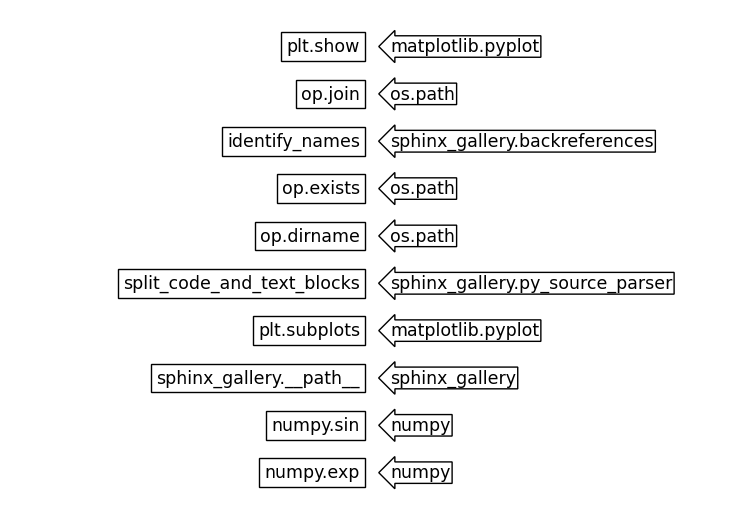 plt.show matplotlib.pyplot
op.join os.path
identify_names sphinx_gallery.backreferences
op.exists os.path
op.dirname os.path
split_code_and_text_blocks sphinx_gallery.py_source_parser
plt.subplots matplotlib.pyplot
sphinx_gallery.__path__ sphinx_gallery
numpy.sin numpy
numpy.exp numpy